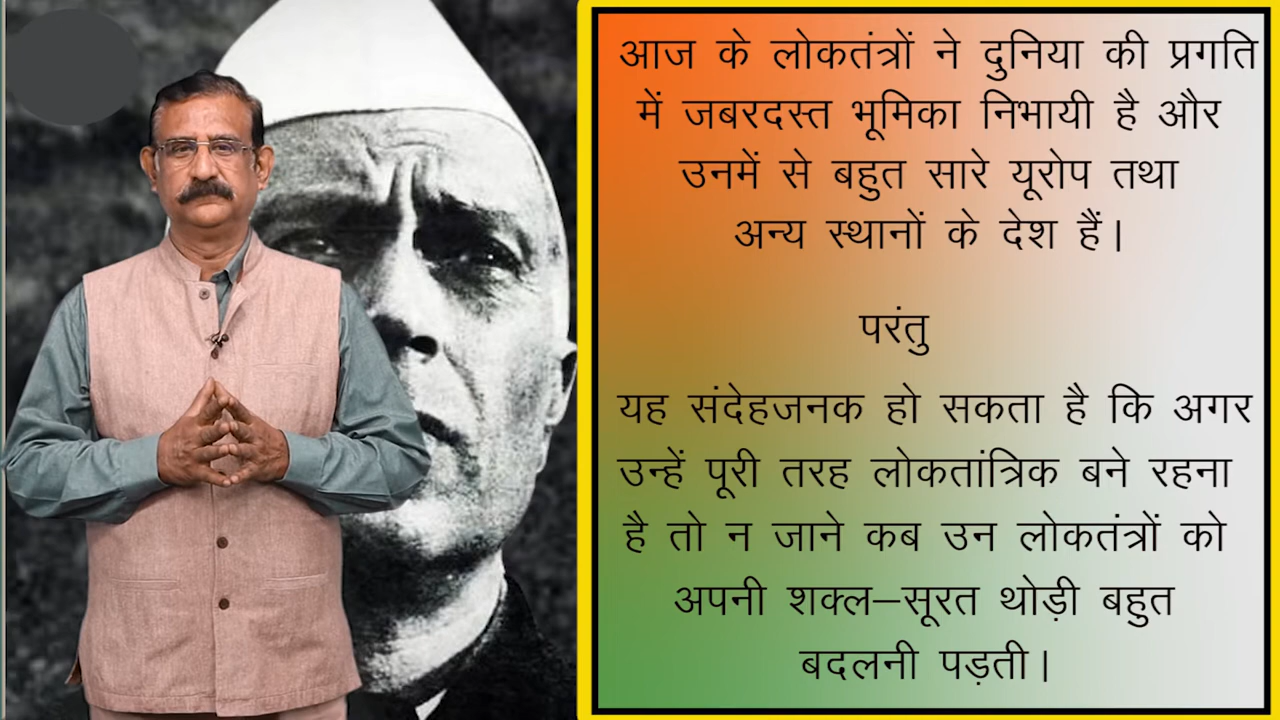 आज के लोकतंत्रों ने दुनिया की प्रगति
में जबरदस्त भूमिका निभायी है और
उनमें से बहुत सारे यूरोप तथा
अन्य स्थानों के देश हैं।
परंतु
यह संदेहजनक हो सकता है कि अगर
उन्हें पूरी तरह लोकतांत्रिक बने रहना
है तो न जाने कब उन लोकतंत्रों को
अपनी शक्ल–सूरत थोड़ी बहुत
बदलनी पड़ती।